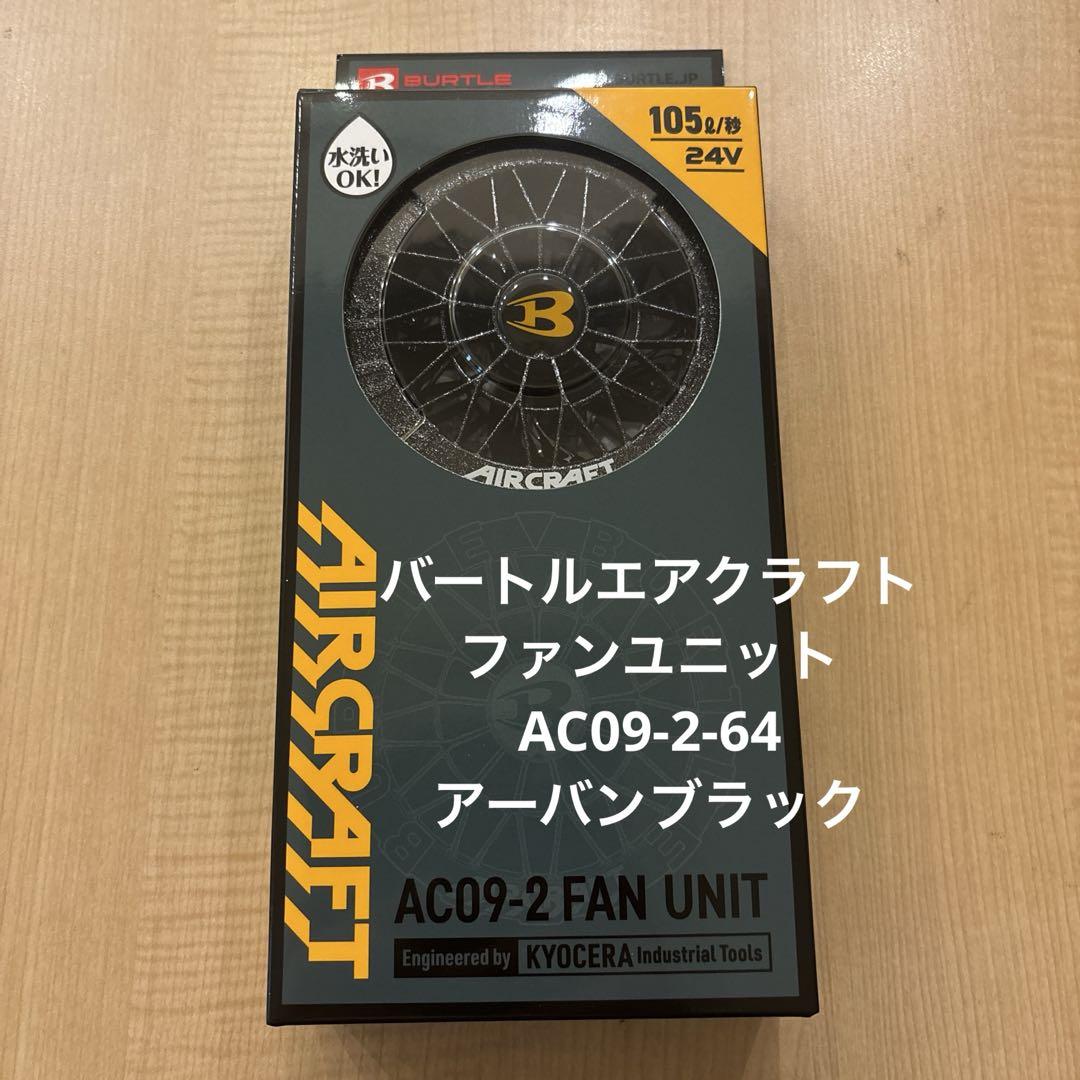 BURTLE
BURTLE.JP
105ℓ/秒
24V
水洗い
OK!
B
AIRCRAFT
AIRCRAFT
バートルエアクラフト
ファンユニット
AC09-2-64
アーバンブラック
AC09-2 FAN UNIT
Engineered by KYOCERA Industrial Tools